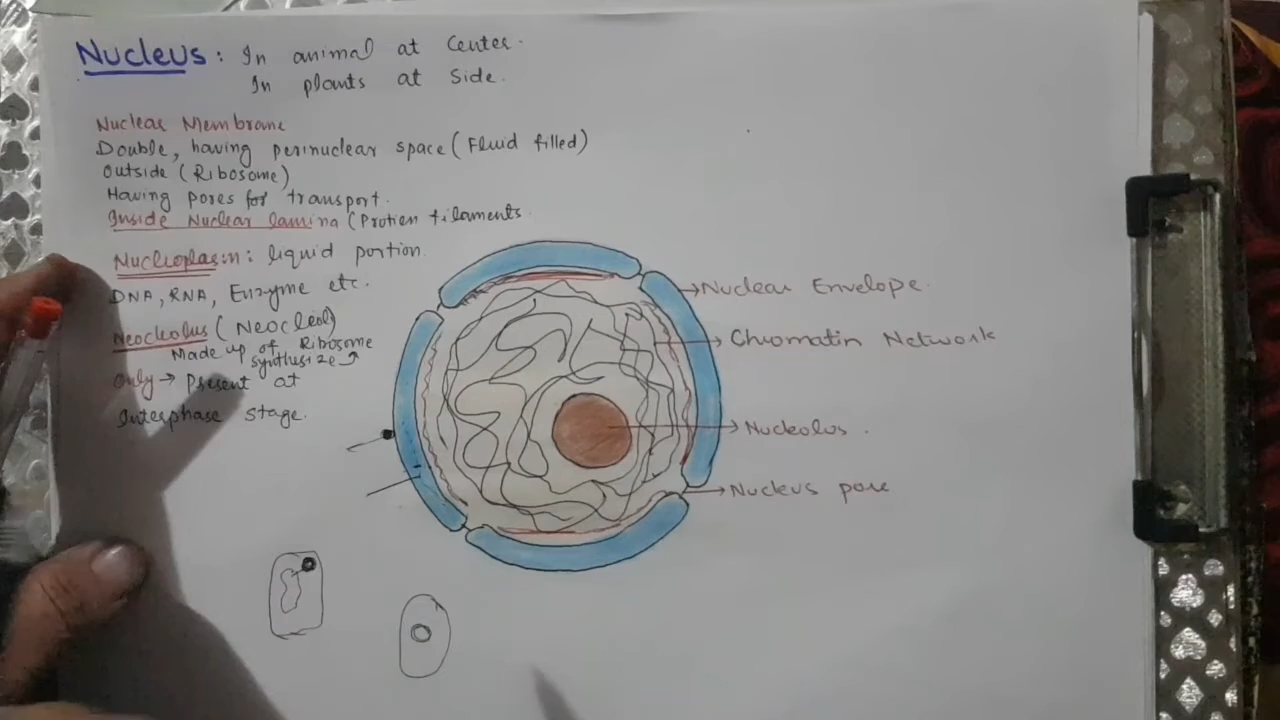 Nucleus: In animal at Center.
In plants at Side.
Nuclear Membrane
Double, having perinuclear space (Fluid filled)
Outside (Ribosome)
Having pores for transport.
Inside Nuclear lamina (Protien filaments
Nucleoplasm: liquid portion.
DNA, RNA, Enzyme etc.
Neocleolus (Neocleol)
Made up of Ribosome
synthesize
Only → Present at
Interphase stage.
Nuclear Envelope.
Chromatin Network
Nucleolus.
Nucleus pore